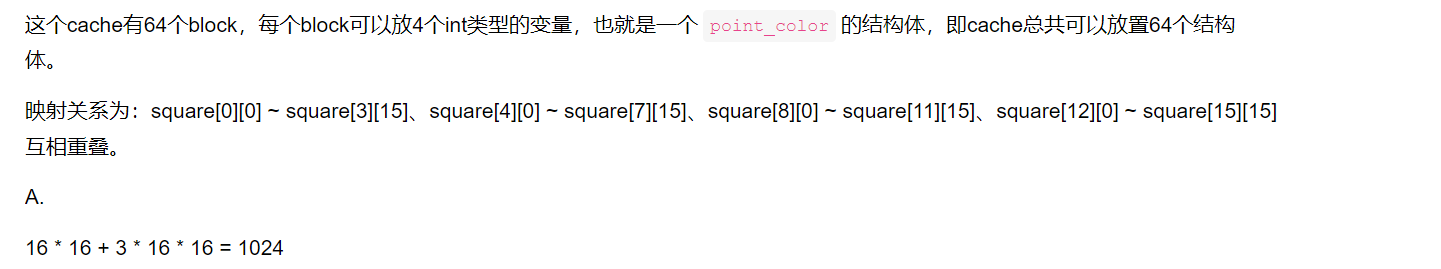 这个cache有64个block，每个block可以放4个int类型的变量，也就是一个 point_color 的结构体，即cache总共可以放置64个结构
体。
映射关系为：square[0][0] ~ square[3][15]、square[4][0] ~ square[7][15]、square[8][0] ~ square[11][15]、square[12][0] ~ square[15][15]
互相重叠。
A.
16 * 16 + 3 * 16 * 16 = 1024